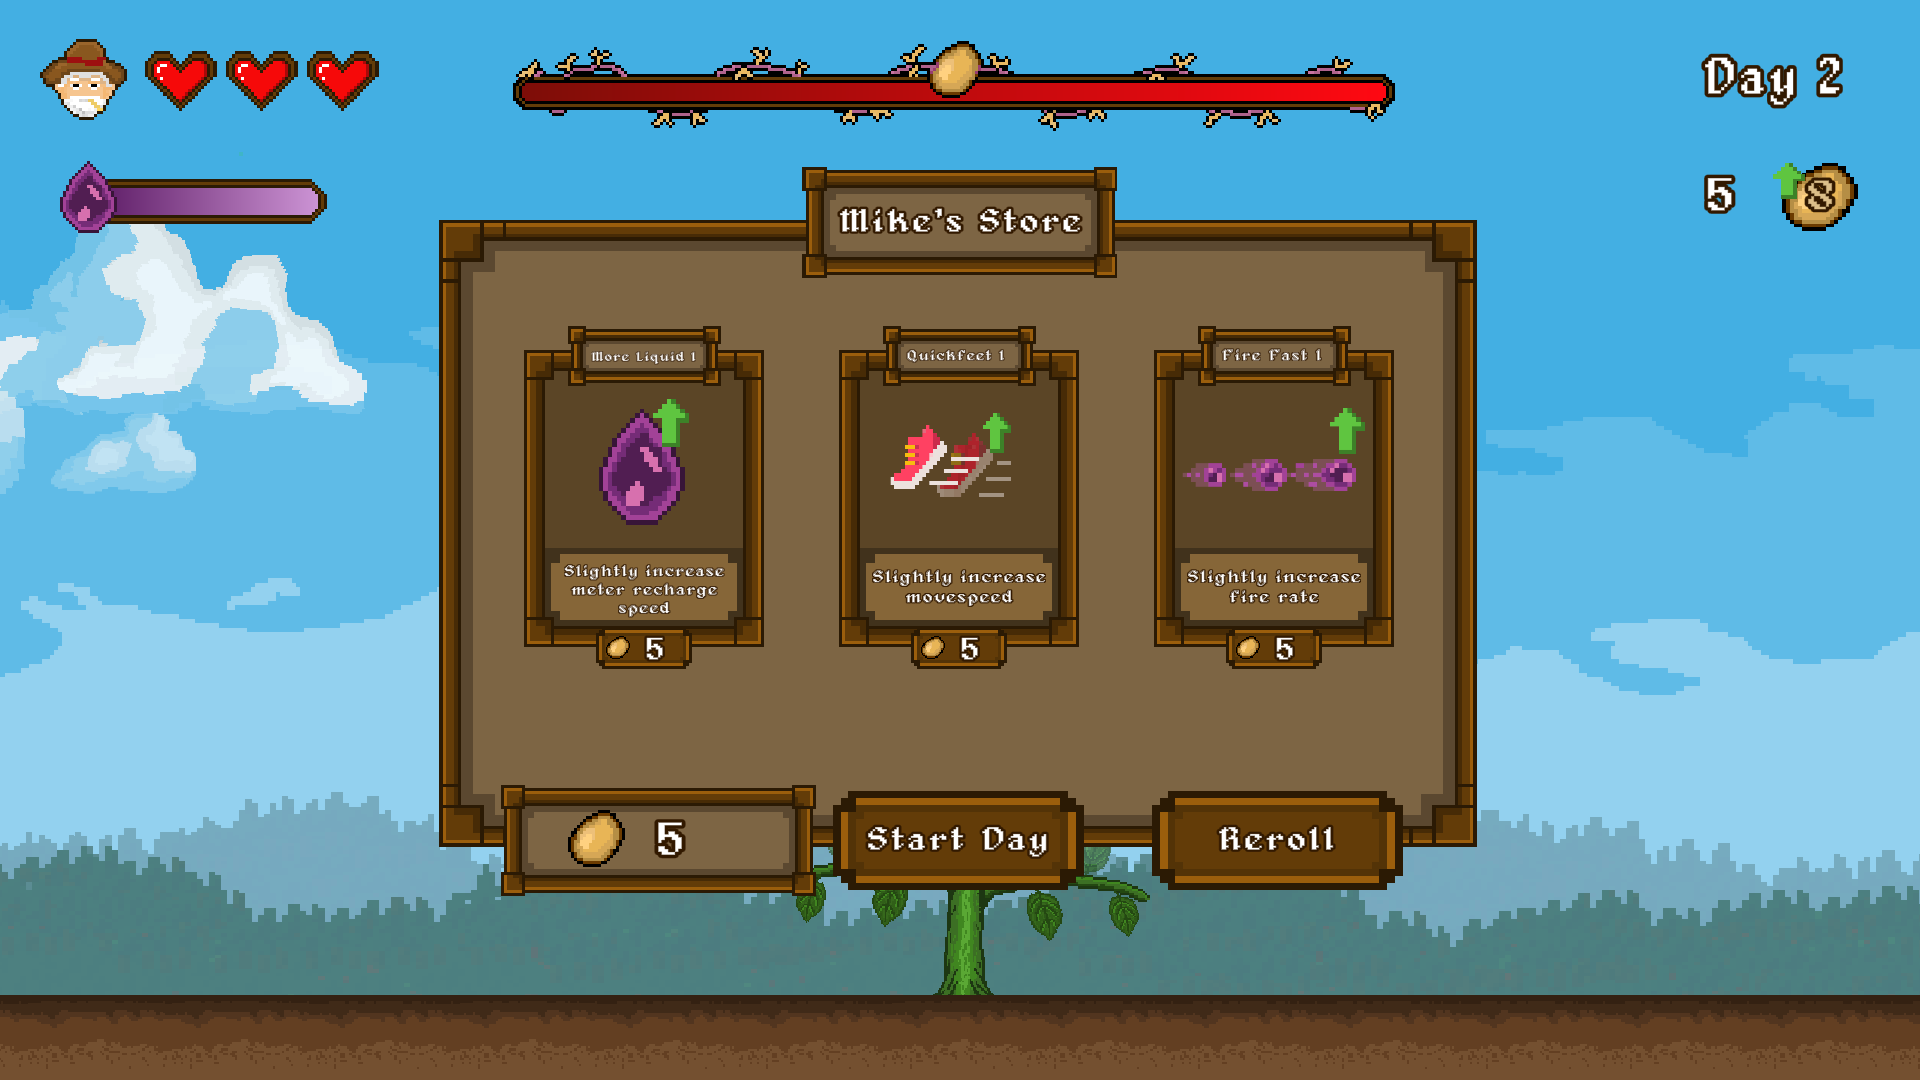 Day 2
5 8
Mike's Store
More Liquid 1
Quickfeet 1
Fire Fast 1
Slightly increase
meter recharge
speed
Slightly increase
movespeed
Slightly increase
fire rate
5
5
5
5
Start Day
Reroll